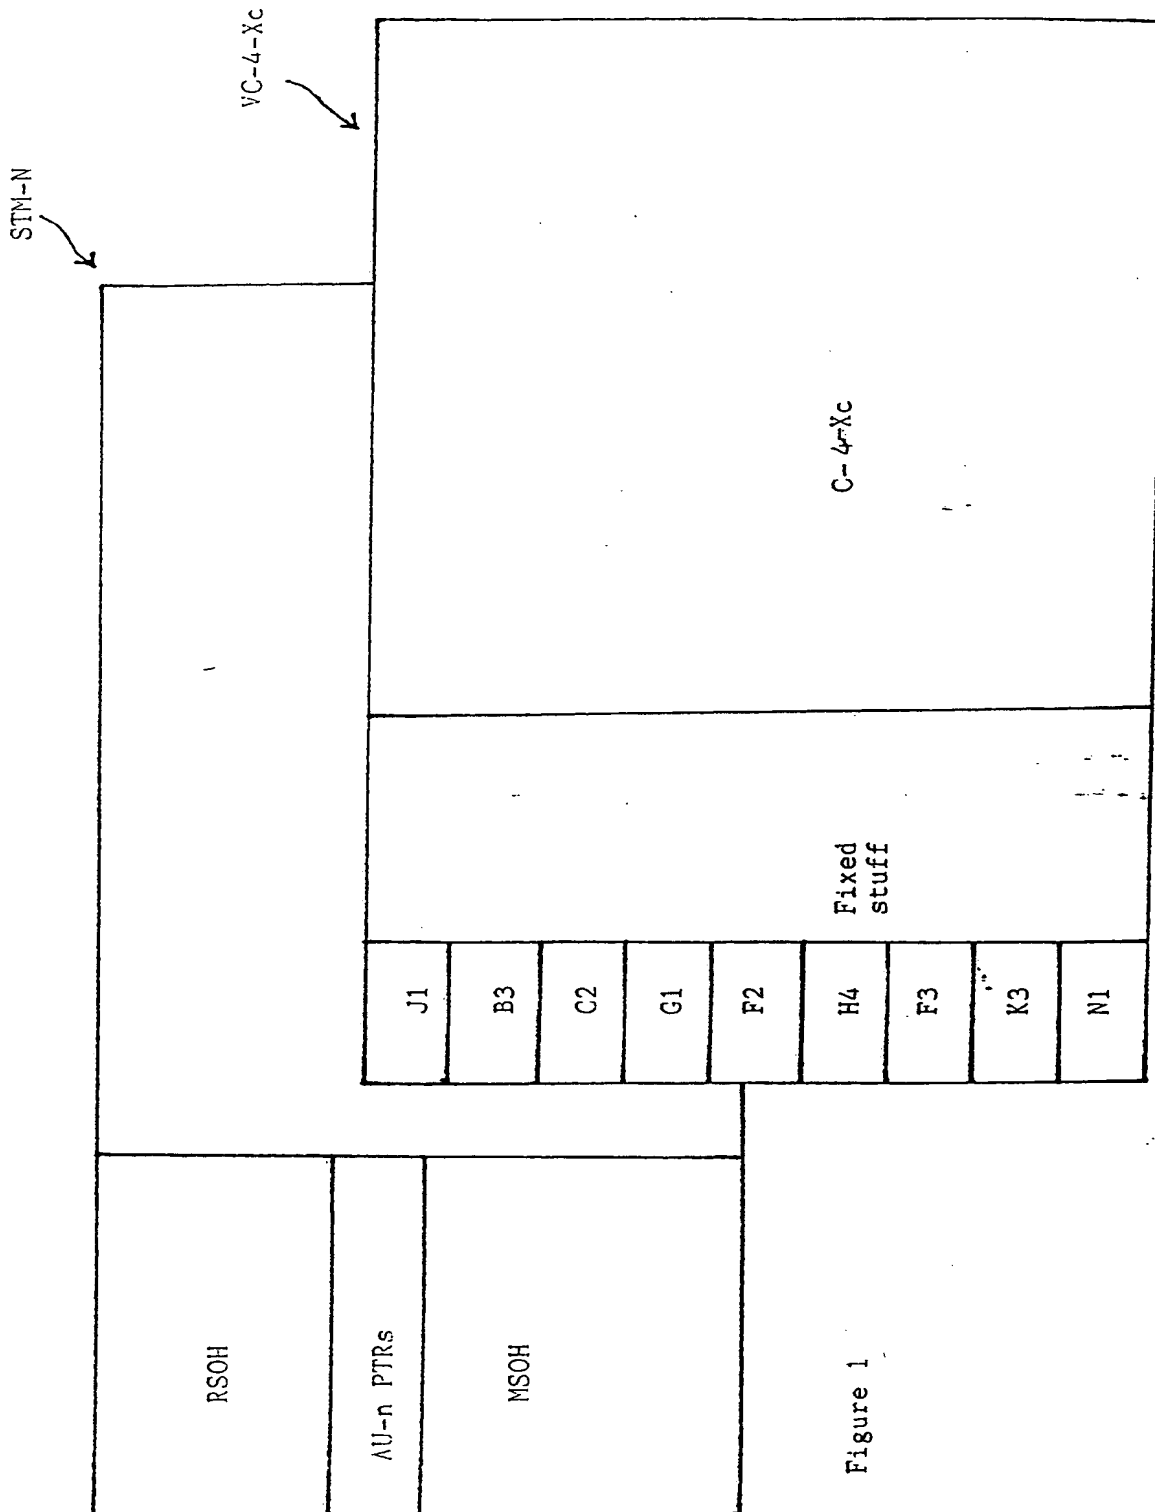 STM-N
VC-4-Xc
RSOH
AU-n PTRs
MSOH
J1
B3
C2
G1
F2
H4
F3
K3
N1
Fixed
stuff
C-4-Xc
Figure 1